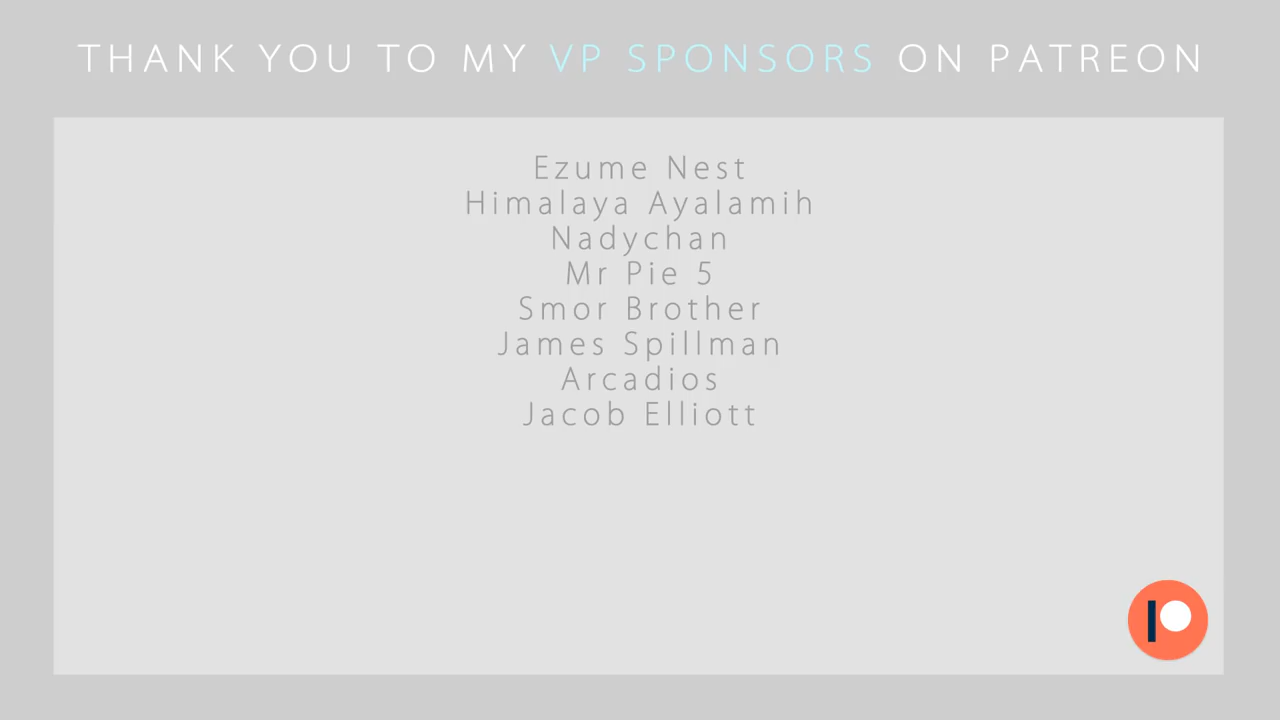 THANK YOU TO MY VP SPONSORS ON PATREON
Ezume Nest
Himalaya Ayalamih
Nadychan
Mr Pie 5
Smor Brother
James Spillman
Arcadios
Jacob Elliott